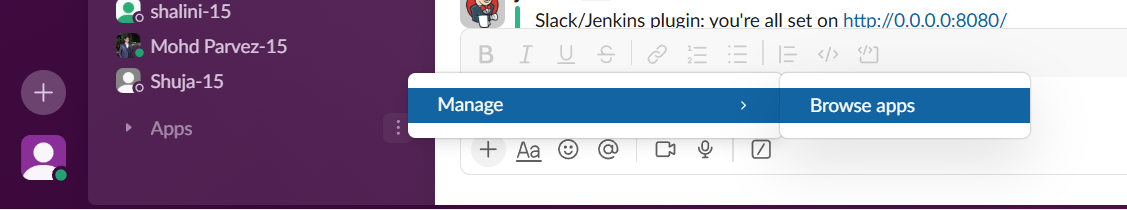 shalini-15
Mohd Parvez-15
Shuja-15
Apps
Slack/Jenkins plugin: you're all set on http://0.0.0.0:8080/
Manage
Browse apps
Aa